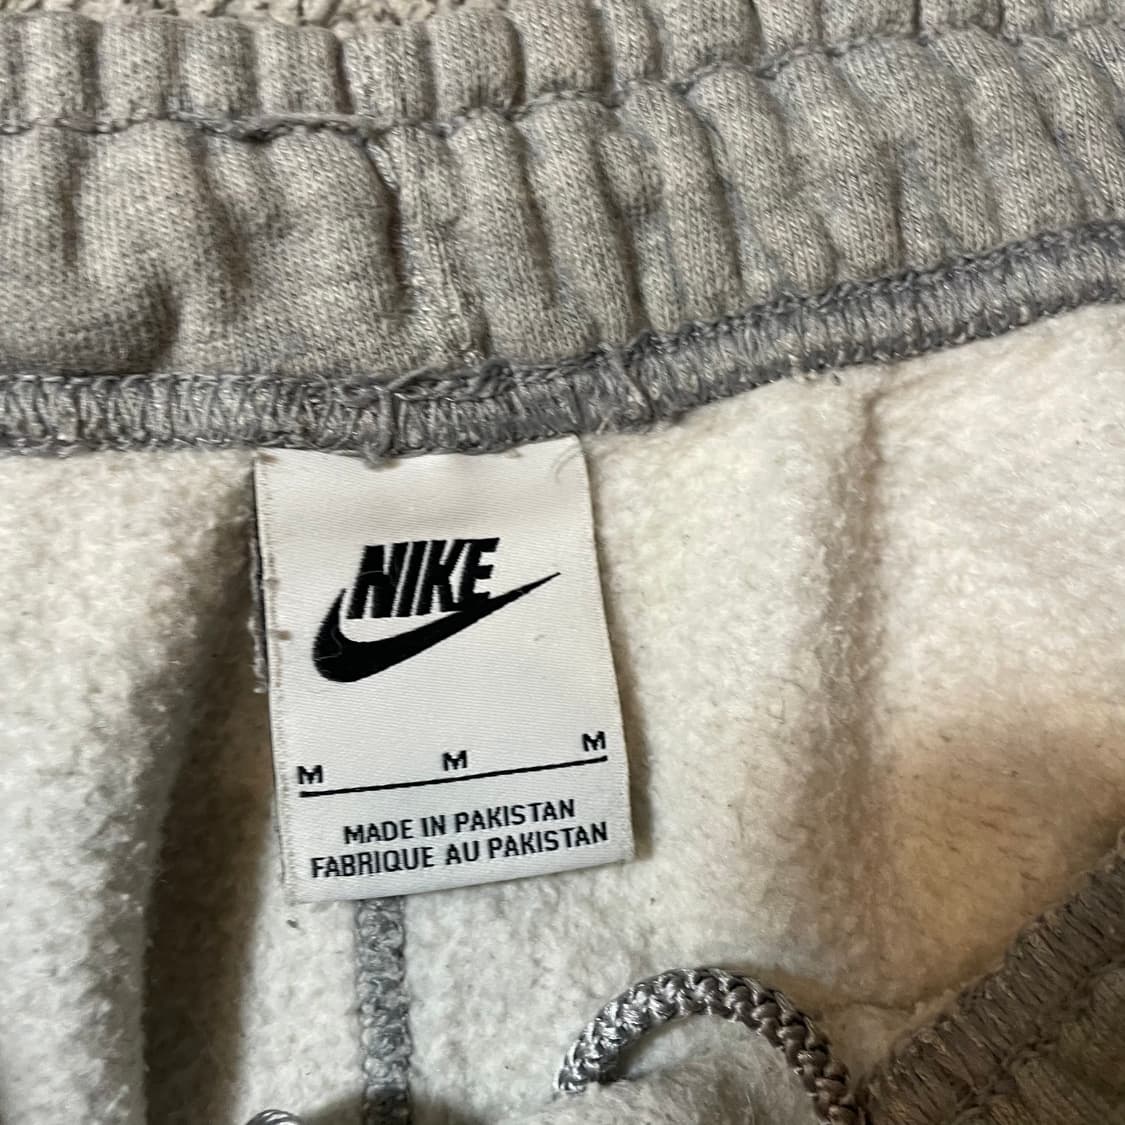 NIKE
M M M
MADE IN PAKISTAN
FABRIQUE AU PAKISTAN